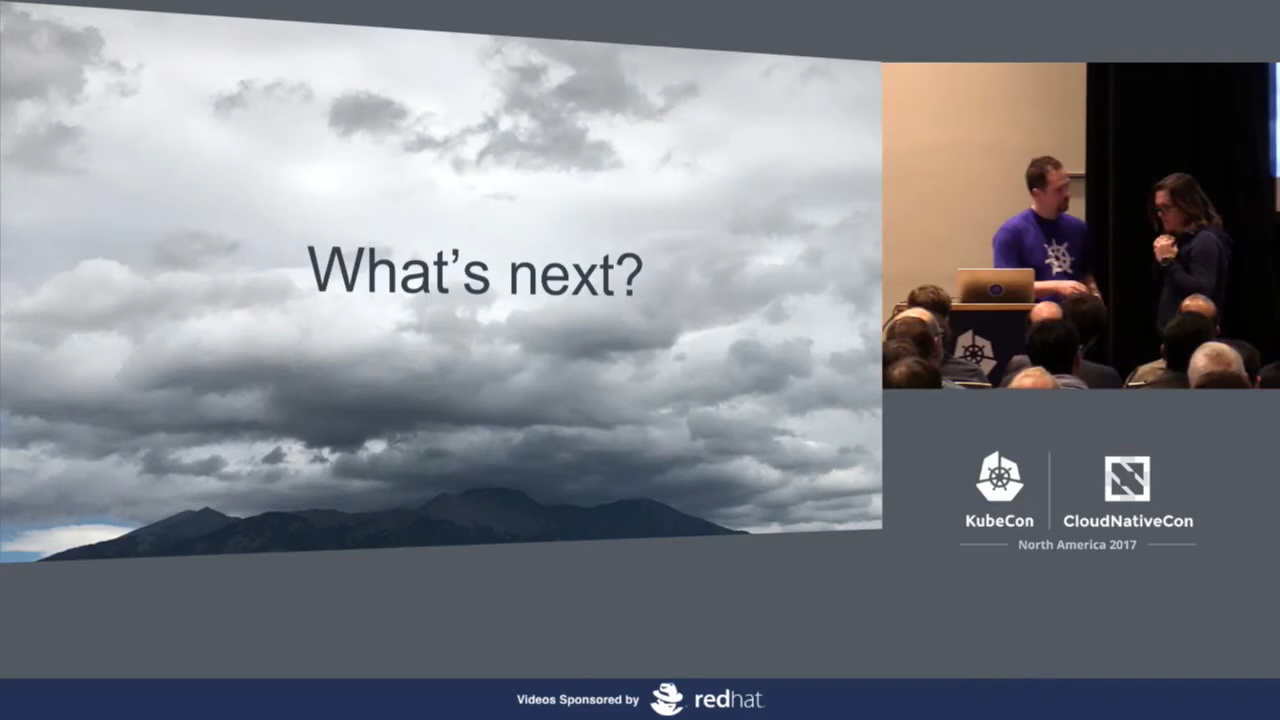 What's next?
KubeCon
CloudNativeCon
North America 2017
Videos Sponsored by redhat.